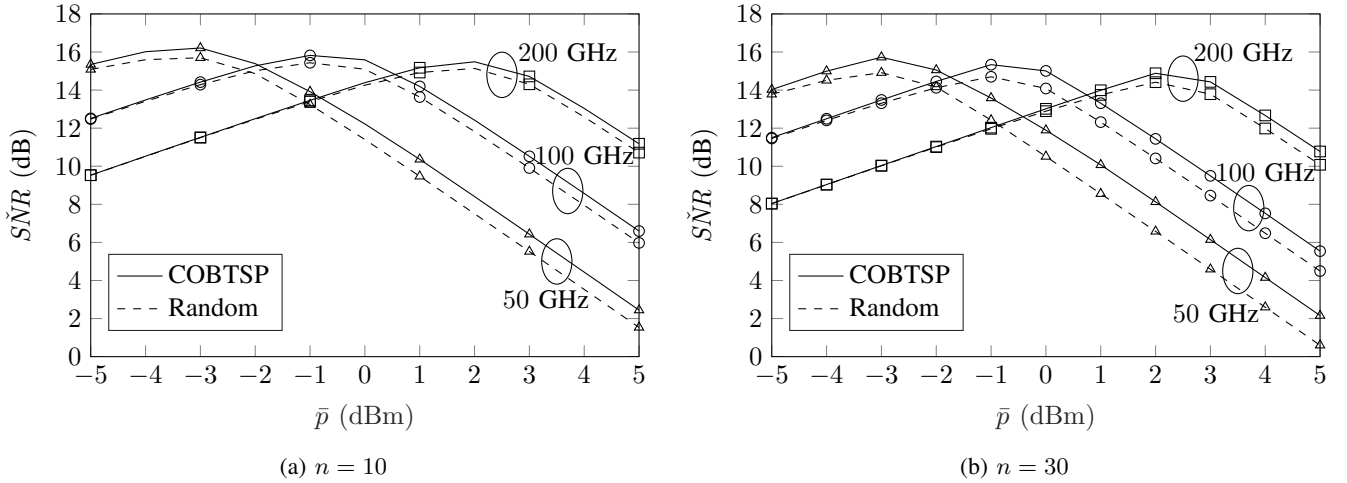 18
16
14
12
10
8
6
4
2
0
−5 −4 −3 −2 −1 0 1 2 3 4 5
SŇR (dB)
p̄ (dBm)
200 GHz
100 GHz
50 GHz
COBTSP
Random
(a) n = 10
18
16
14
12
10
8
6
4
2
0
−5 −4 −3 −2 −1 0 1 2 3 4 5
SŇR (dB)
p̄ (dBm)
200 GHz
100 GHz
50 GHz
COBTSP
Random
(b) n = 30